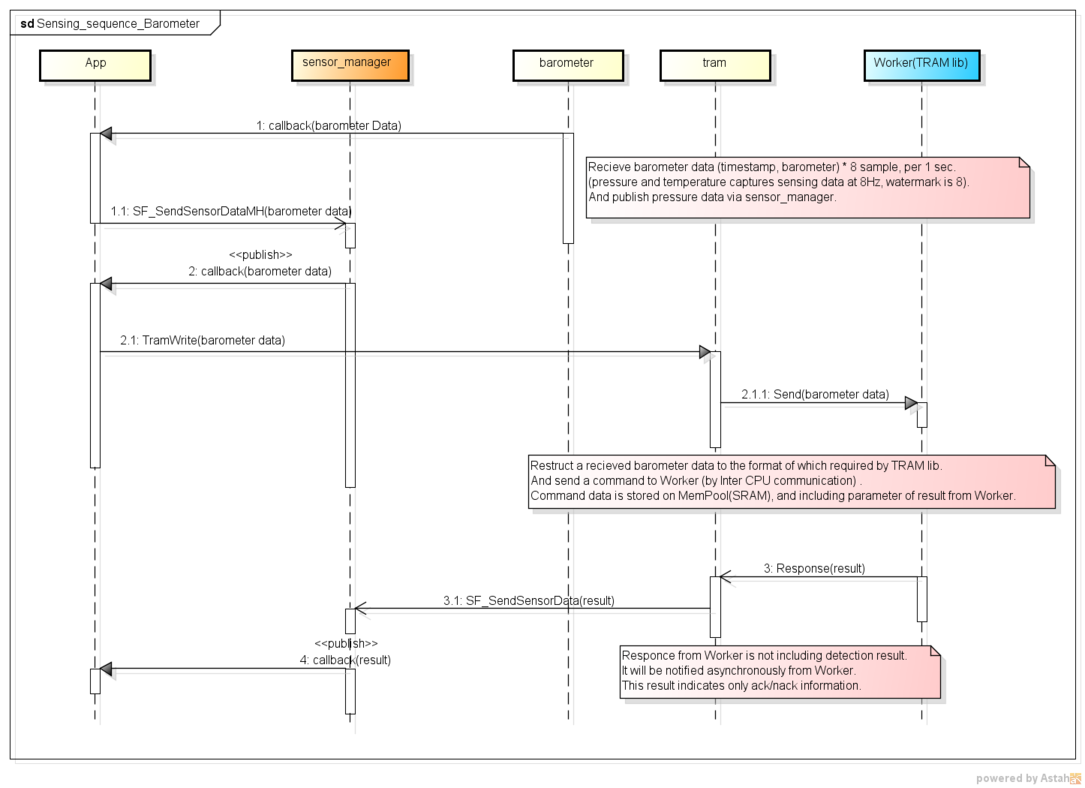 sd Sensing_sequence_Barometer
App
sensor_manager
barometer
tram
Worker(TRAM lib)
1: callback(barometer Data)
Recieve barometer data (timestamp, barometer) * 8 sample, per 1 sec.
(pressure and temperature captures sensing data at 8Hz, watermark is 8).
And publish pressure data via sensor_manager.
1.1: SF_SendSensorDataMH(barometer data)
<<publish>>
2: callback(barometer data)
2.1: TramWrite(barometer data)
2.1.1: Send(barometer data)
Restruct a recieved barometer data to the format of which required by TRAM lib.
And send a command to Worker (by Inter CPU communication) .
Command data is stored on MemPool(SRAM), and including parameter of result from Worker.
3: Response(result)
3.1: SF_SendSensorData(result)
<<publish>>
4: callback(result)
Responce from Worker is not including detection result.
It will be notified asynchronously from Worker.
This result indicates only ack/nack information.
powered by Astah